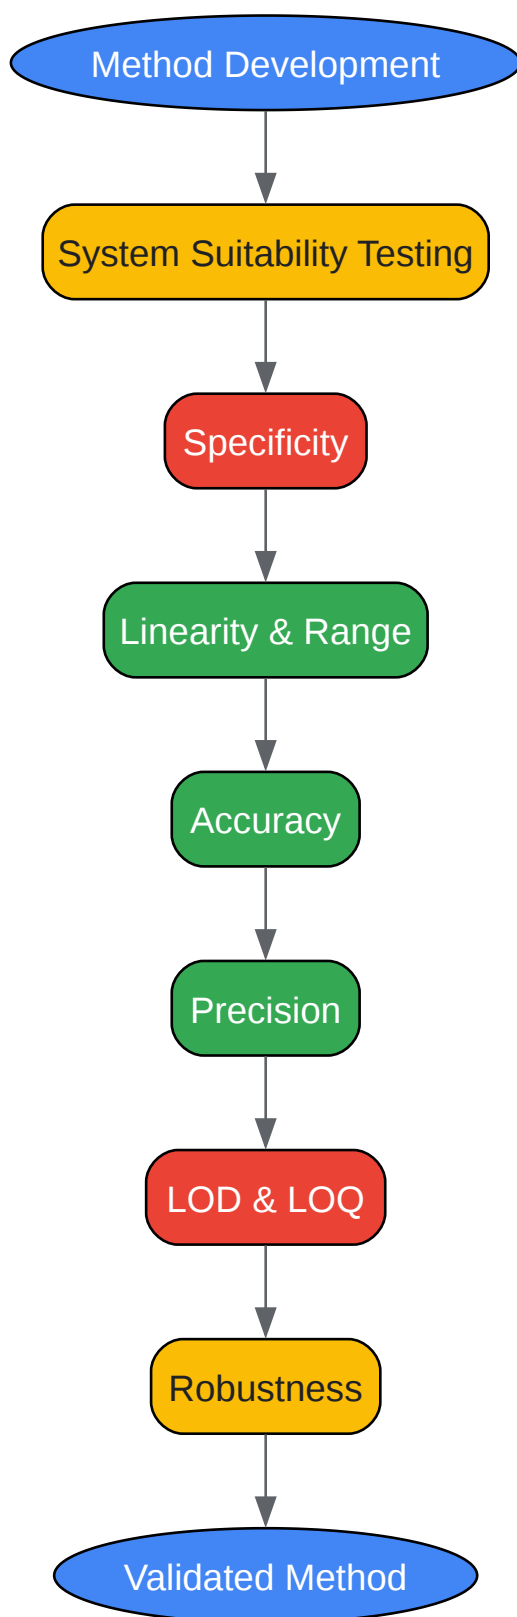 Method Development
System Suitability Testing
Specificity
Linearity & Range
Accuracy
Precision
LOD & LOQ
Robustness
Validated Method